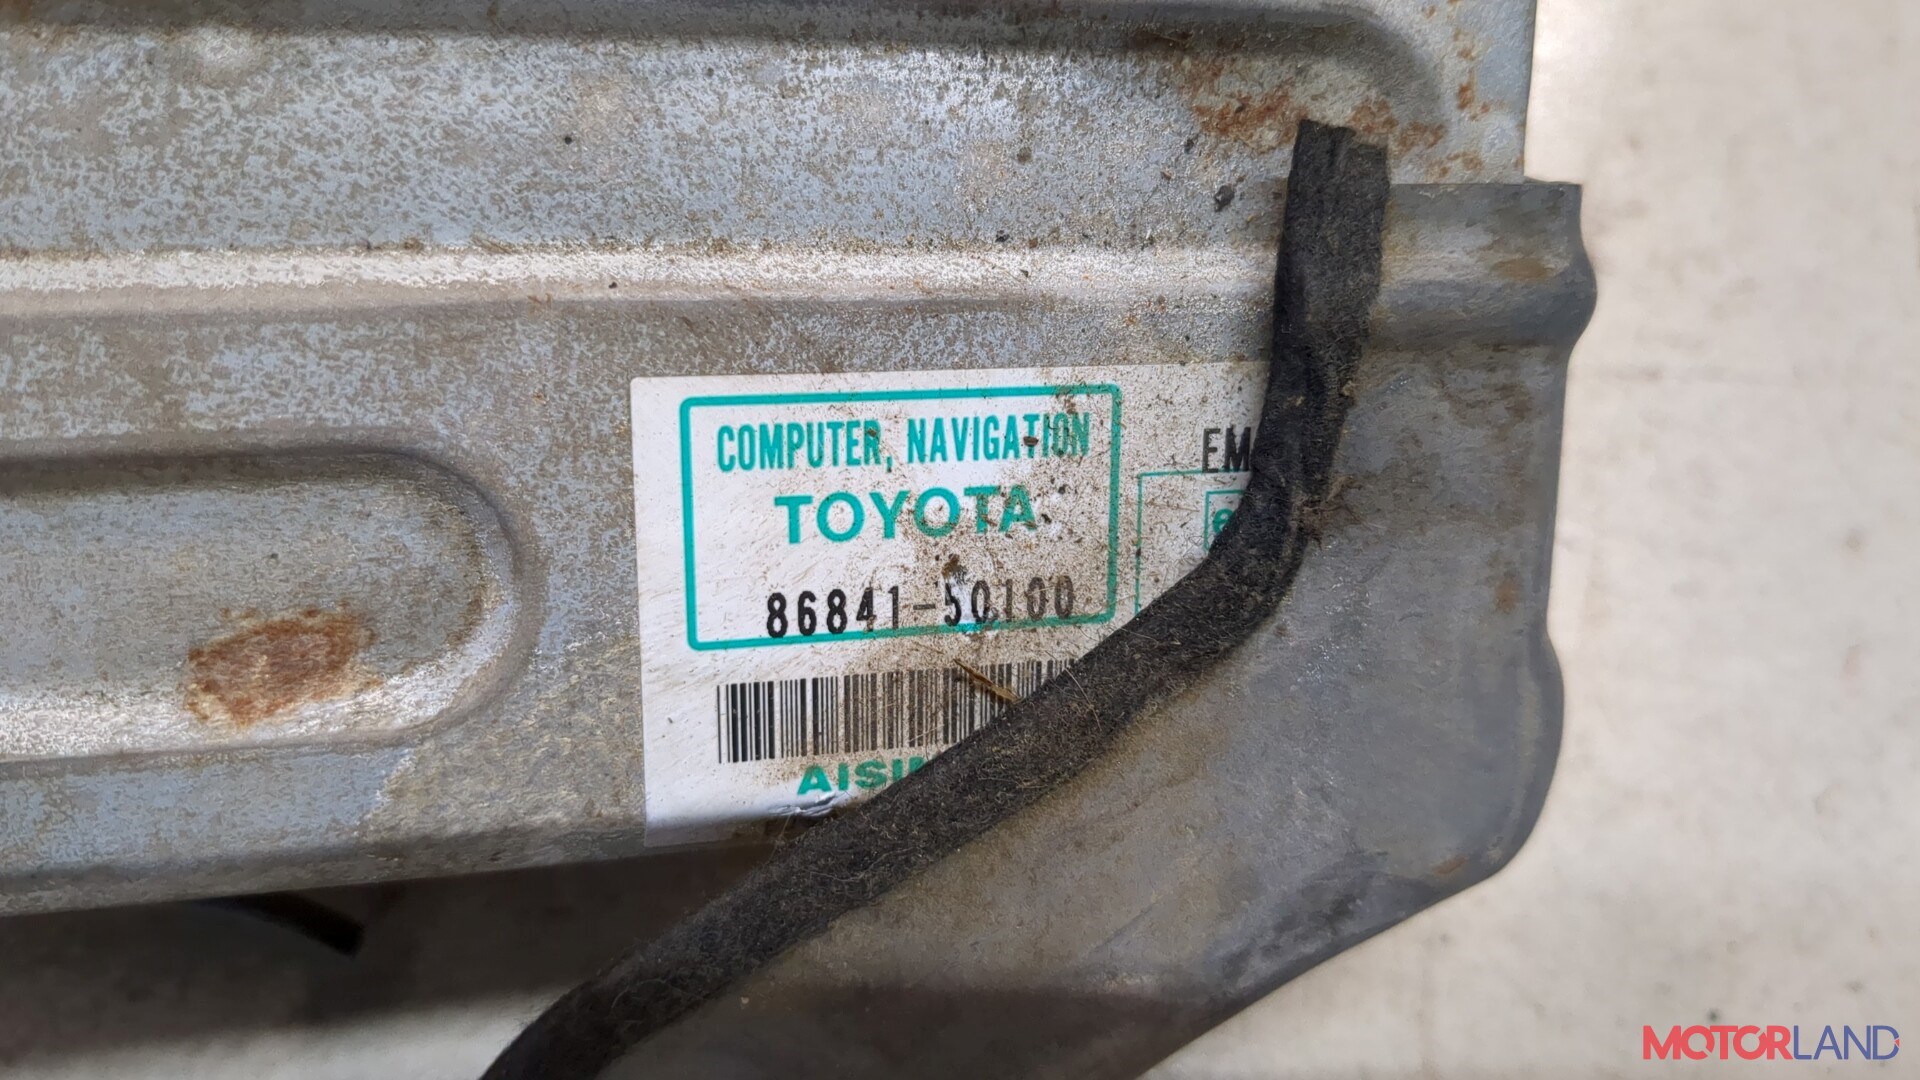 COMPUTER, NAVIGATION
TOYOTA
86841-50100
MOTORLAND